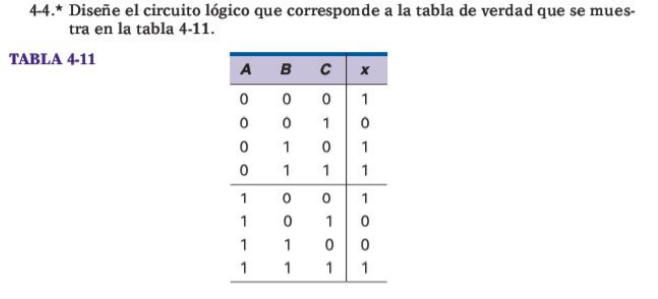 4-4.* Diseñe el circuito lógico que corresponde a la tabla de verdad que se mues-
tra en la tabla 4-11.
TABLA 4-11
A B C x
0 0 0 1
0 0 1 0
0 1 0 1
0 1 1 1
1 0 0 1
1 0 1 0
1 1 0 0
1 1 1 1